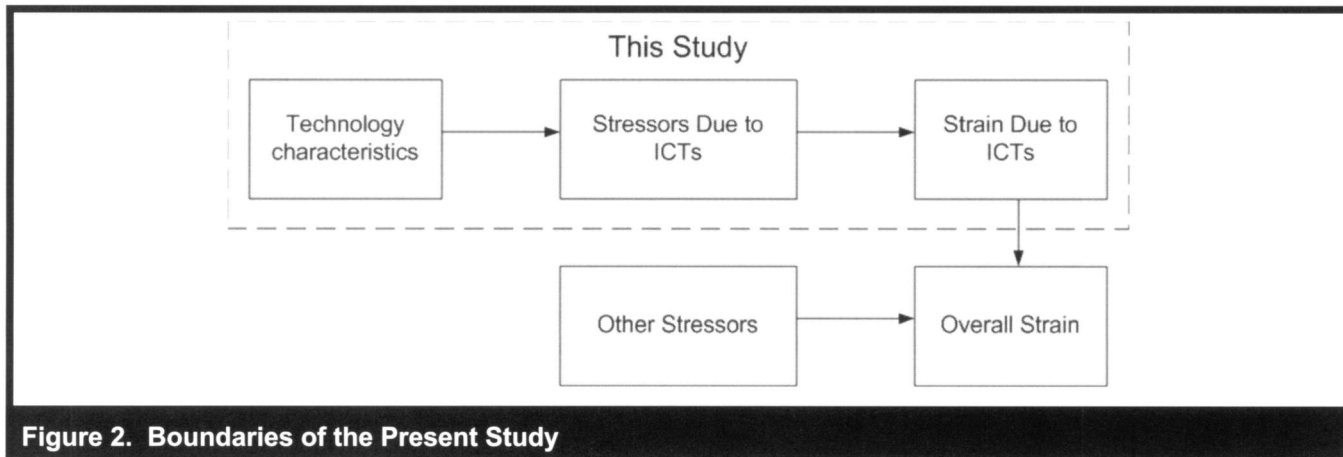 This Study
Technology
characteristics
Stressors Due to
ICTs
Strain Due to
ICTs
Other Stressors
Overall Strain
Figure 2. Boundaries of the Present Study